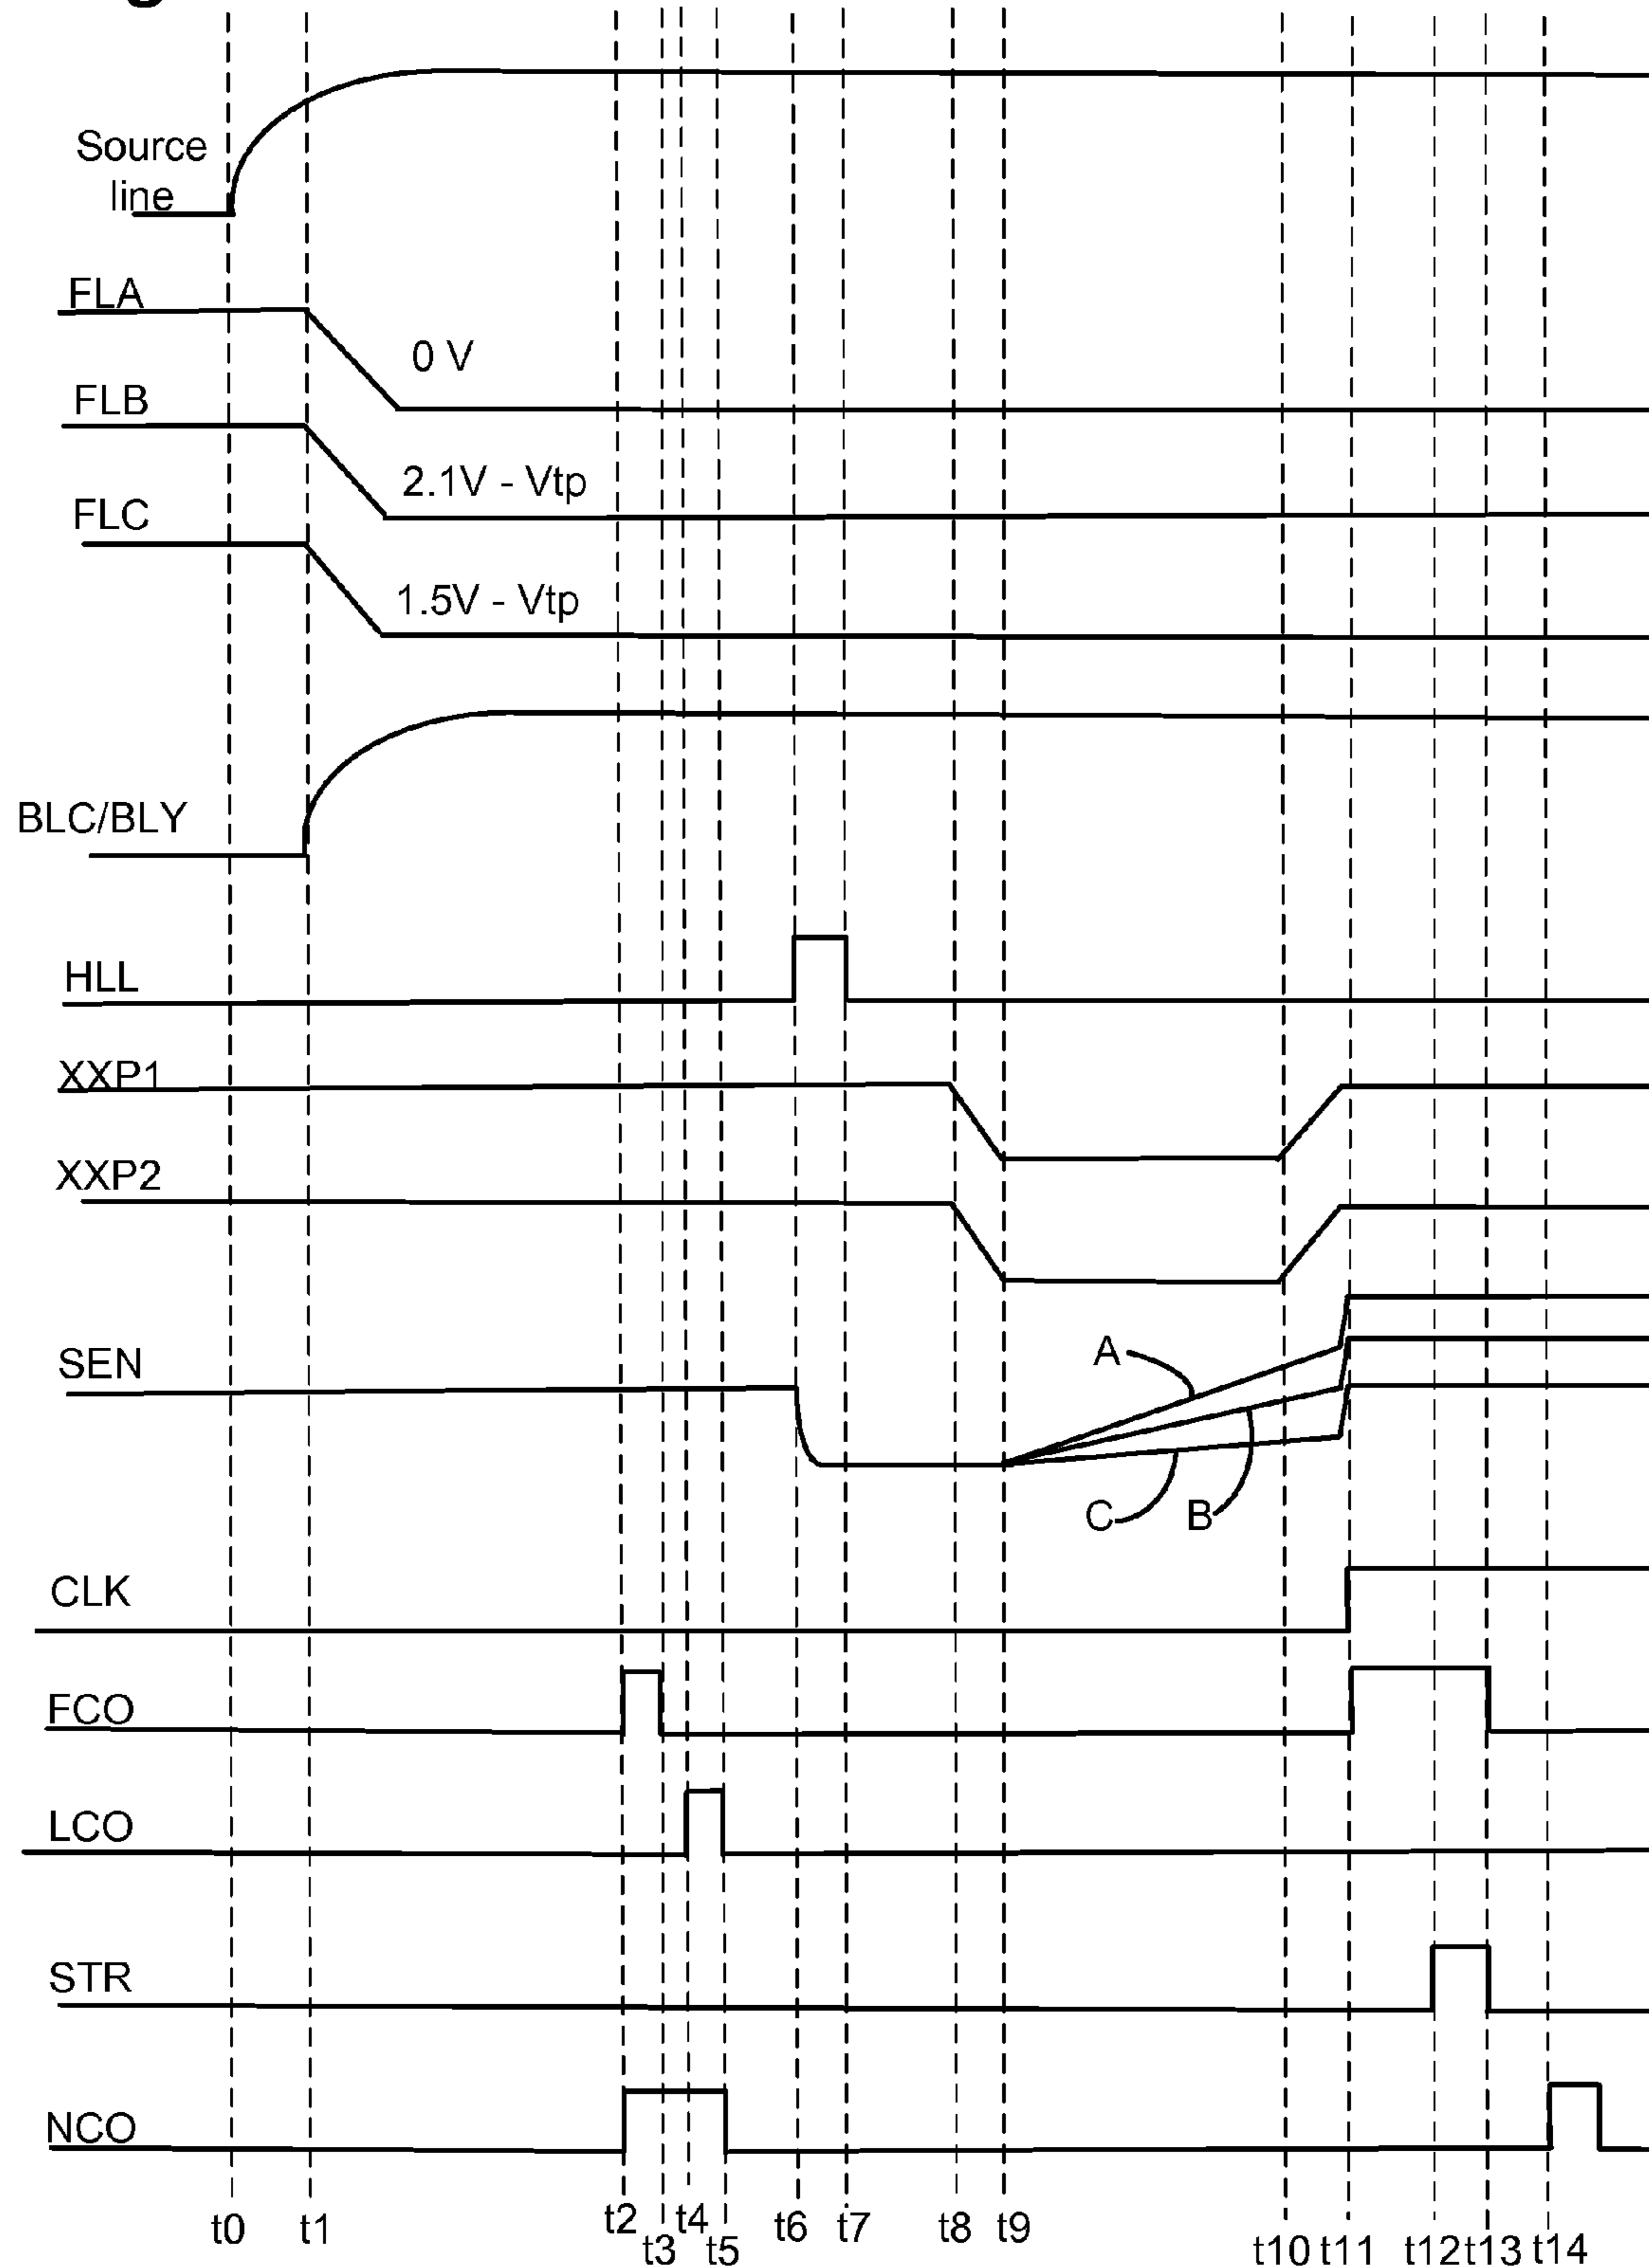 Source
line
FLA
0 V
FLB
2.1V - Vtp
FLC
1.5V - Vtp
BLC/BLY
HLL
XXP1
XXP2
SEN
A
C
B
CLK
FCO
LCO
STR
NCO
t0 t1 t2 t3 t4 t5 t6 t7 t8 t9 t10 t11 t12 t13 t14